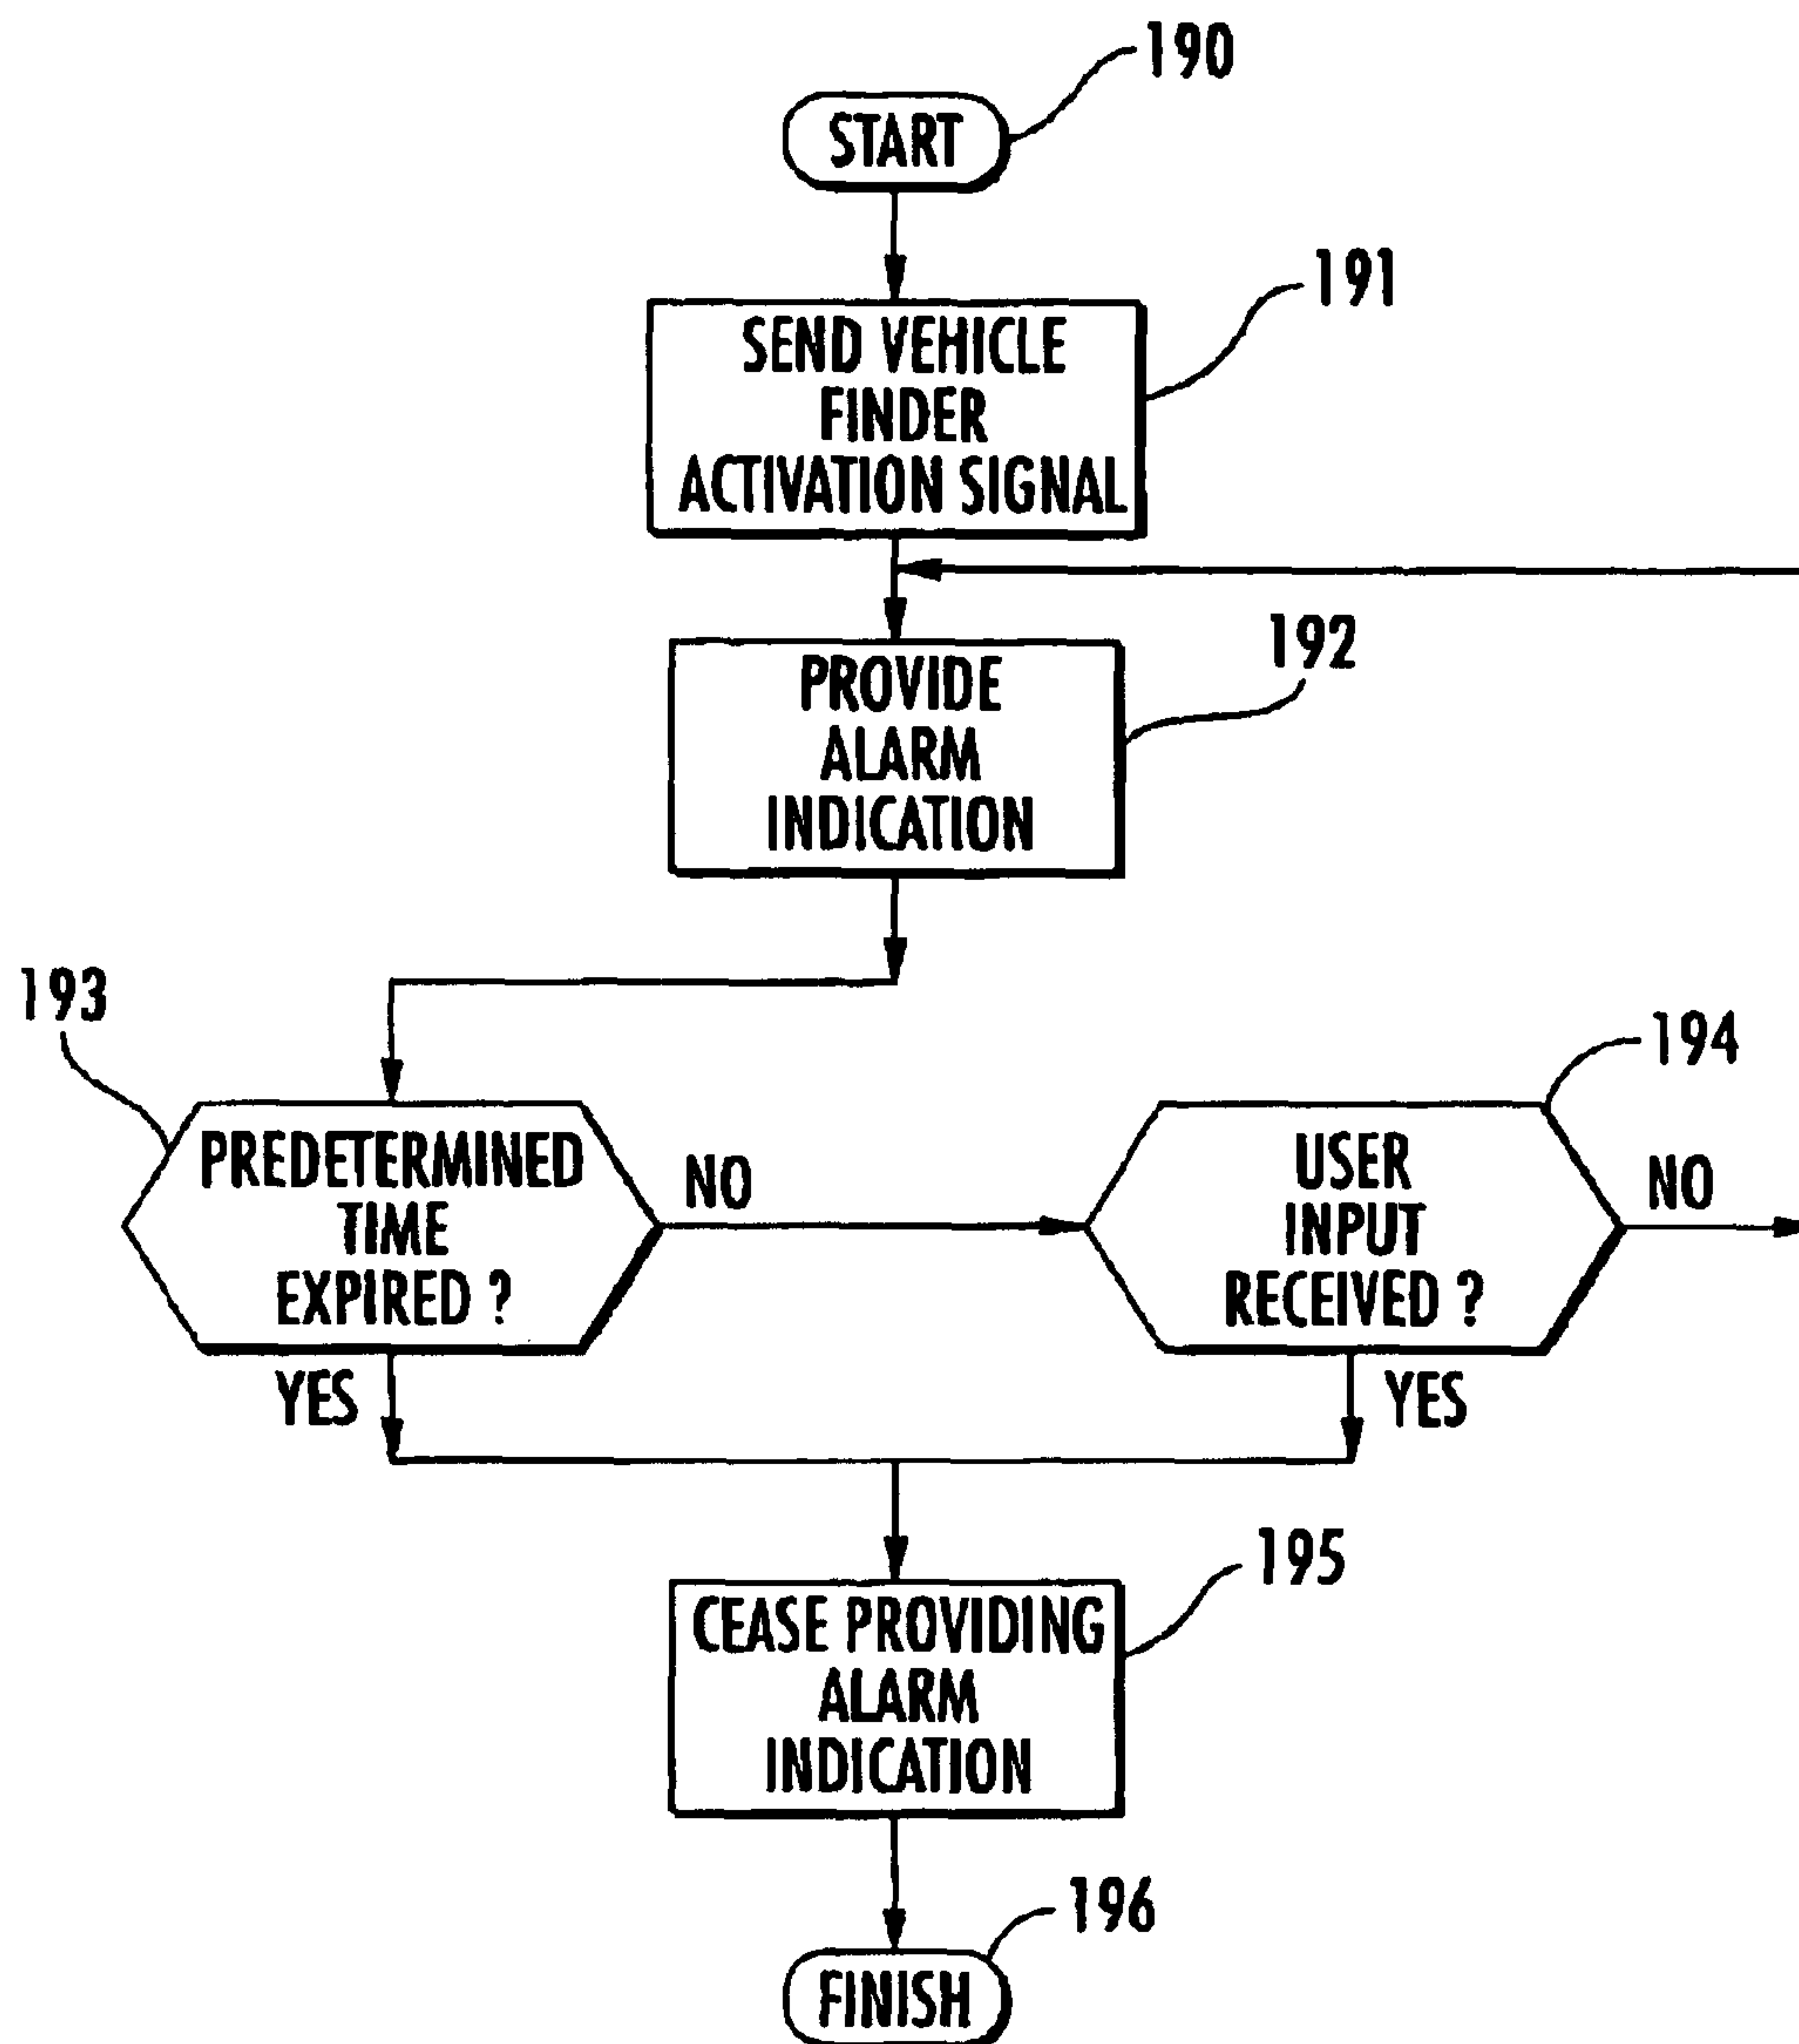 190
START
191
SEND VEHICLE
FINDER
ACTIVATION SIGNAL
192
PROVIDE
ALARM
INDICATION
193
PREDETERMINED
TIME
EXPIRED ?
NO
194
USER
INPUT
RECEIVED ?
NO
YES
YES
195
CEASE PROVIDING
ALARM
INDICATION
196
FINISH